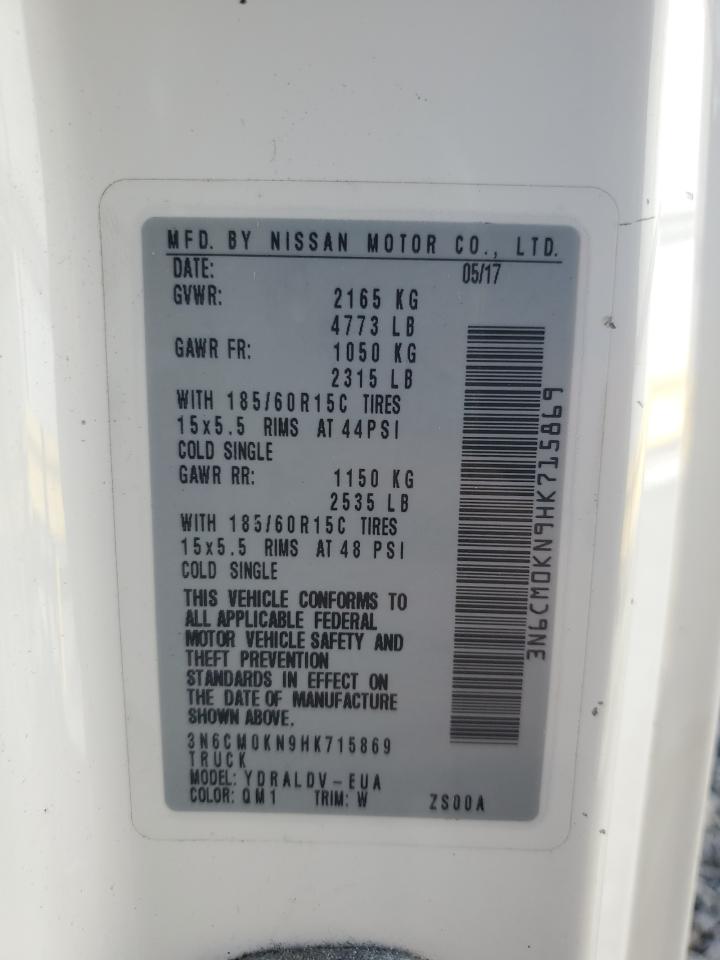 MFD. BY NISSAN MOTOR CO., LTD.
DATE: 05/17
GVWR: 2165 KG
4773 LB
GAWR FR: 1050 KG
2315 LB
WITH 185/60R15C TIRES
15x5.5 RIMS AT 44PSI
COLD SINGLE
GAWR RR: 1150 KG
2535 LB
WITH 185/60R15C TIRES
15x5.5 RIMS AT 48 PSI
COLD SINGLE
THIS VEHICLE CONFORMS TO
ALL APPLICABLE FEDERAL
MOTOR VEHICLE SAFETY AND
THEFT PREVENTION
STANDARDS IN EFFECT ON
THE DATE OF MANUFACTURE
SHOWN ABOVE.
3N6CM0KN9HK715869
TRUCK
MODEL: YDRALDV-EUA
COLOR: QM1 TRIM: W ZS00A
3N6CM0KN9HK715869